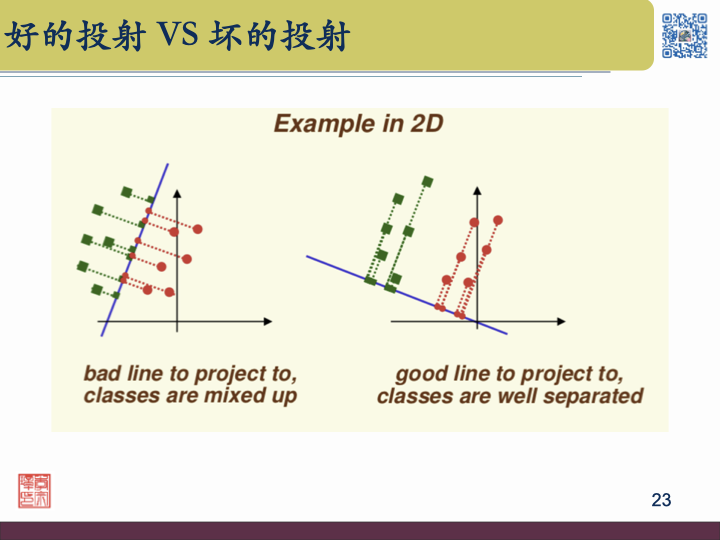 好的投射 VS 坏的投射
Example in 2D
bad line to project to,
classes are mixed up
good line to project to,
classes are well separated
23